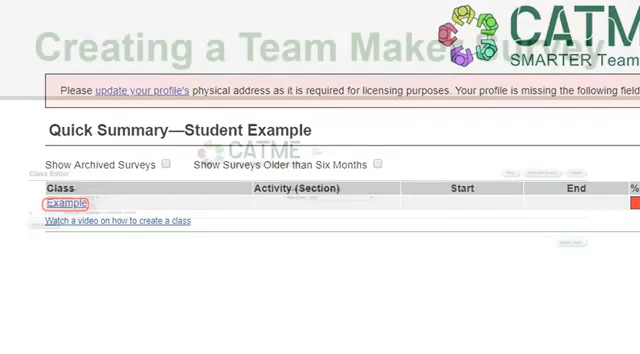 Creating a Team Maker Survey
CATME
SMARTER Team
Please update your profile's physical address as it is required for licensing purposes. Your profile is missing the following field
Quick Summary—Student Example
CATME
Show Archived Surveys
Show Surveys Older than Six Months
Class Editor
Class Activity (Section) Start End %
Example
Watch a video on how to create a class